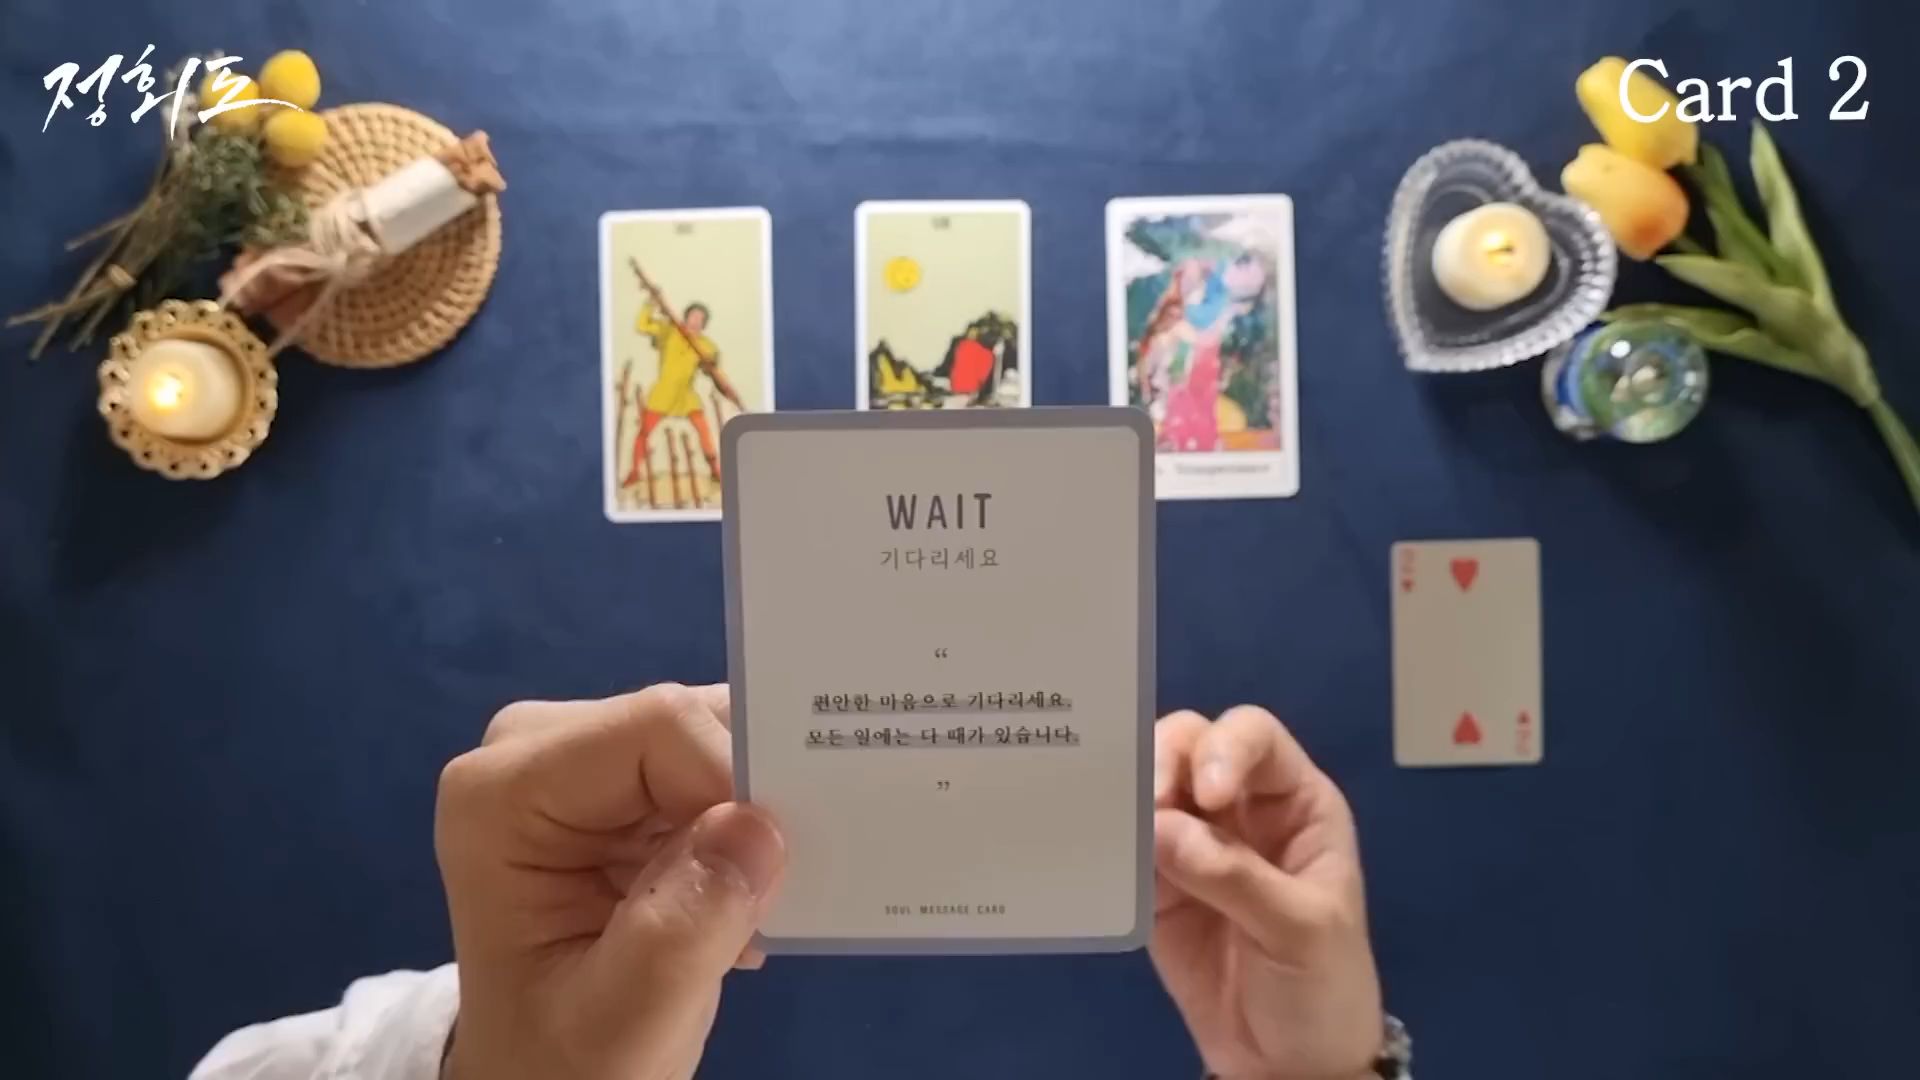 정회도
Card 2
WAIT
기다리세요
“
편안한 마음으로 기다리세요.
모든 일에는 다 때가 있습니다.
”
SOUL MESSAGE CARD